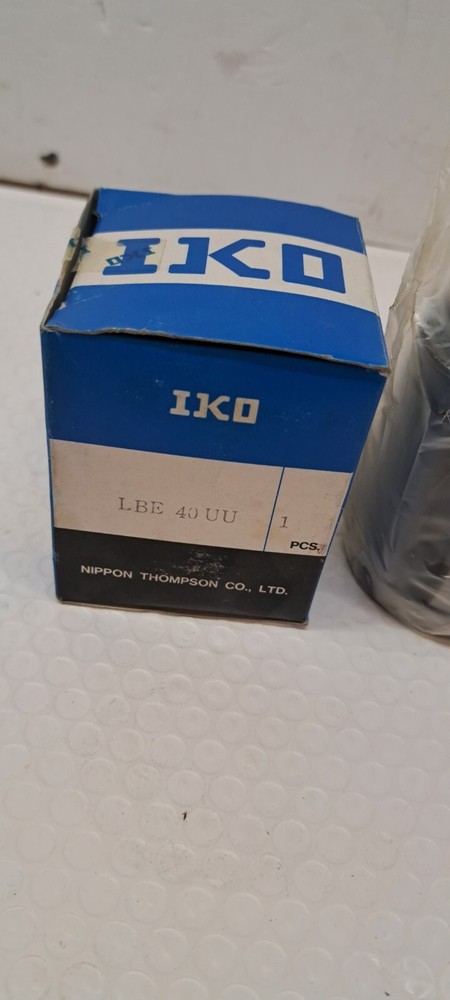 IKO
IKO
LBE 40 UU
1
PCS.
NIPPON THOMPSON CO., LTD.